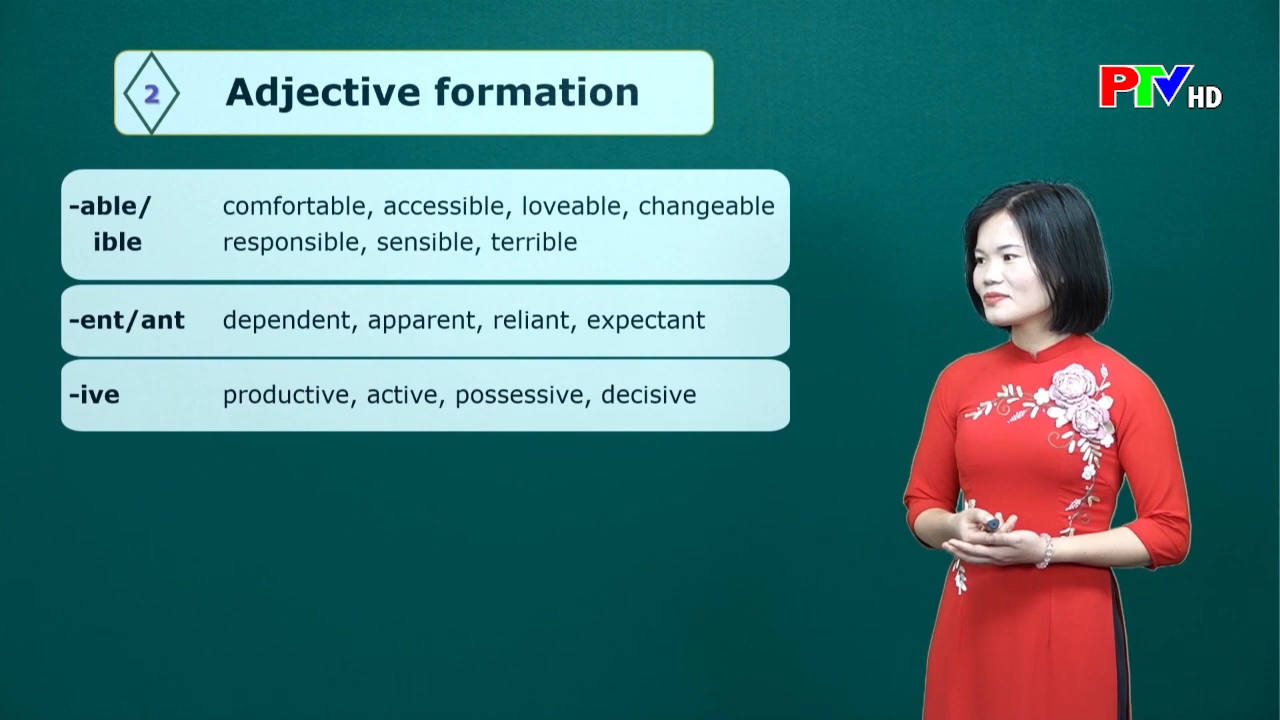 2 Adjective formation
PTV HD
-able/ comfortable, accessible, loveable, changeable
ible responsible, sensible, terrible
-ent/ant dependent, apparent, reliant, expectant
-ive productive, active, possessive, decisive